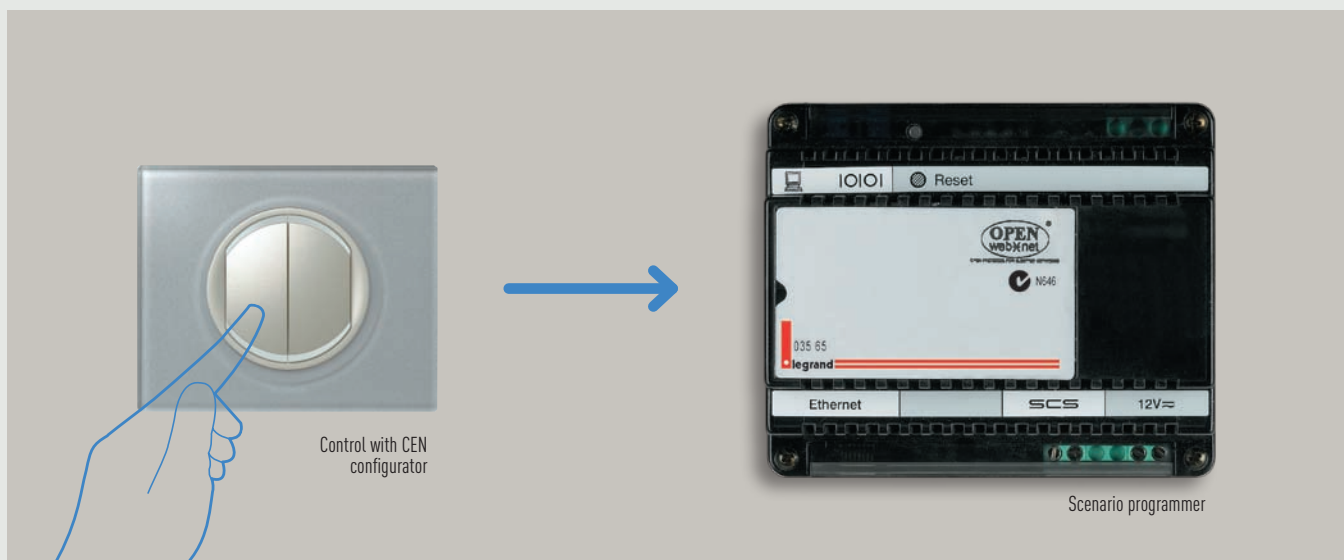 Control with CEN
configurator
IOIOI Reset
OPEN
web net
N646
035 65
legrand
Ethernet SCS 12V
Scenario programmer